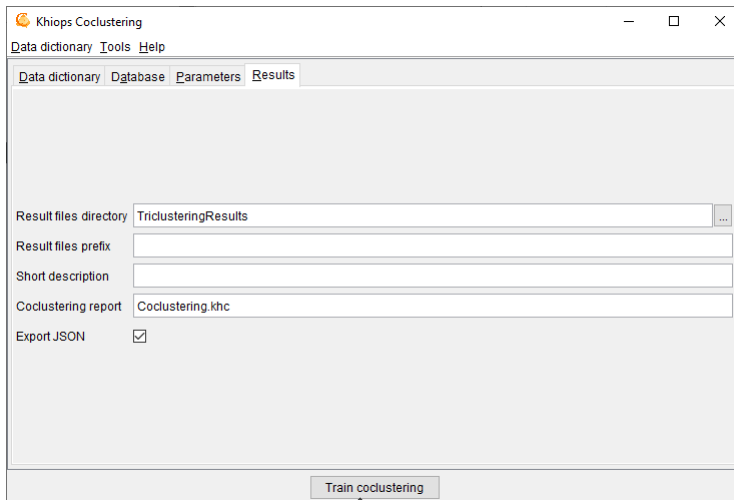 Khiops Coclustering
Data dictionary Tools Help
Data dictionary Database Parameters Results
Result files directory TriclusteringResults ...
Result files prefix
Short description
Coclustering report Coclustering.khc
Export JSON
Train coclustering